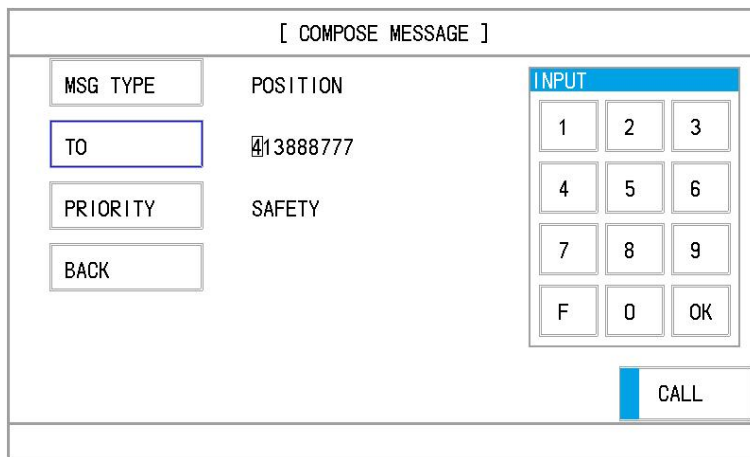 [ COMPOSE MESSAGE ]
MSG TYPE POSITION
TO 413888777
PRIORITY SAFETY
BACK
INPUT
1 2 3
4 5 6
7 8 9
F 0 OK
CALL